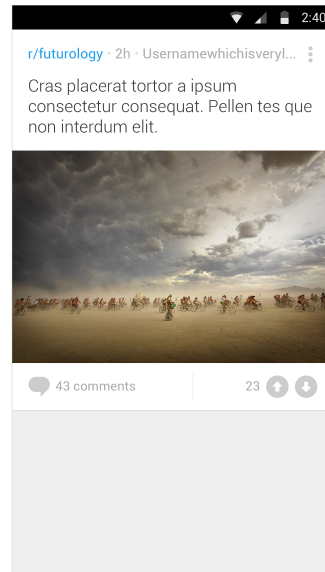 2:40
r/futurology • 2h • Usernamewhichisveryl...
Cras placerat tortor a ipsum
consectetur consequat. Pellen tes que
non interdum elit.
43 comments
23